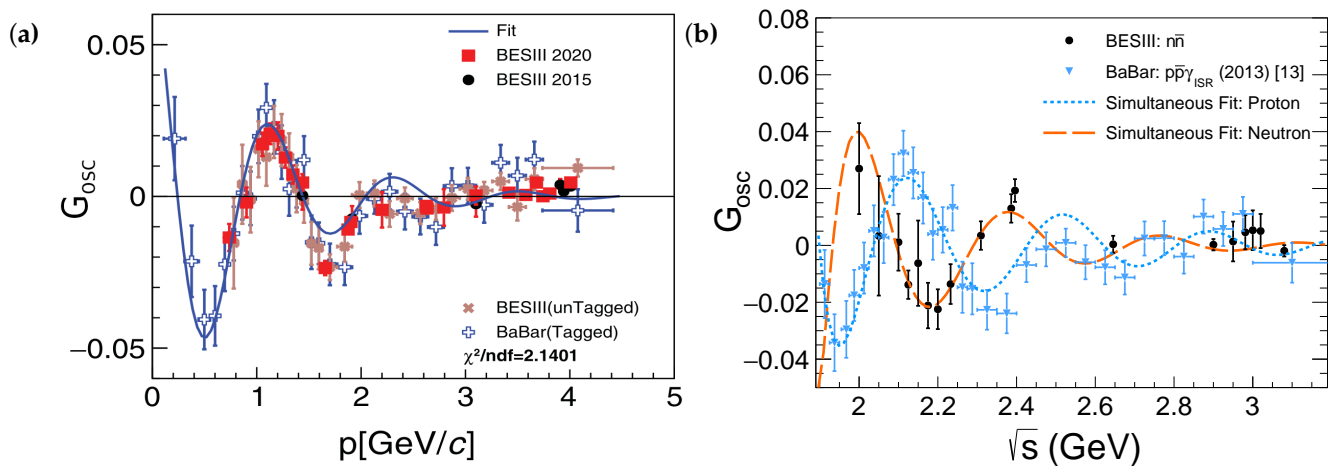 (a)
0.05
0
−0.05
G_osc
Fit
BESIII 2020
BESIII 2015
BESIII(unTagged)
BaBar(Tagged)
χ²/ndf=2.1401
0 1 2 3 4 5
p[GeV/c]
(b)
0.08
0.06
0.04
0.02
0
−0.02
−0.04
G_osc
BESIII: nn̅
BaBar: pp̅γ_ISR (2013) [13]
Simultaneous Fit: Proton
Simultaneous Fit: Neutron
2 2.2 2.4 2.6 2.8 3
√s (GeV)